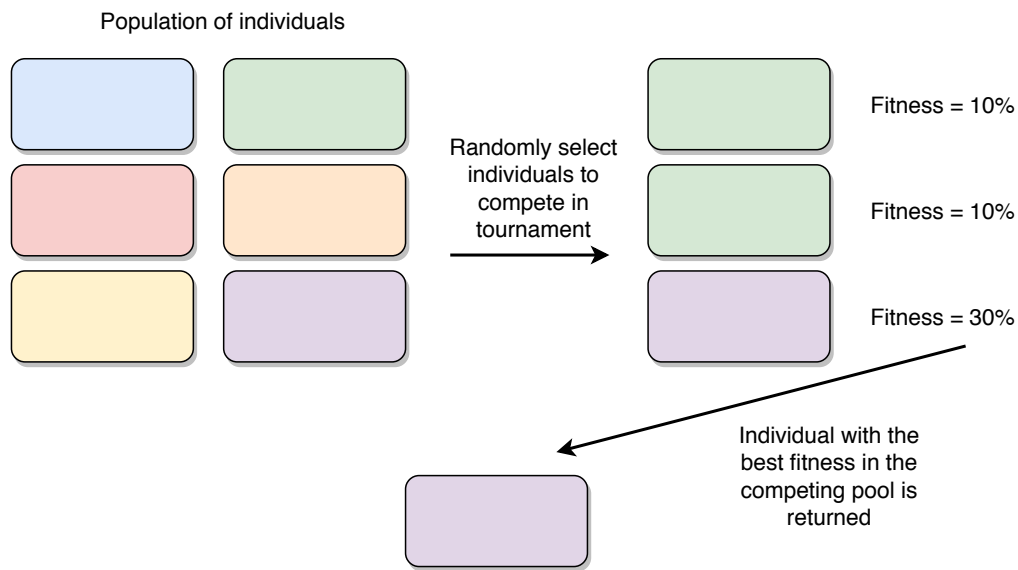 Population of individuals
Randomly select
individuals to
compete in
tournament
Fitness = 10%
Fitness = 10%
Fitness = 30%
Individual with the
best fitness in the
competing pool is
returned